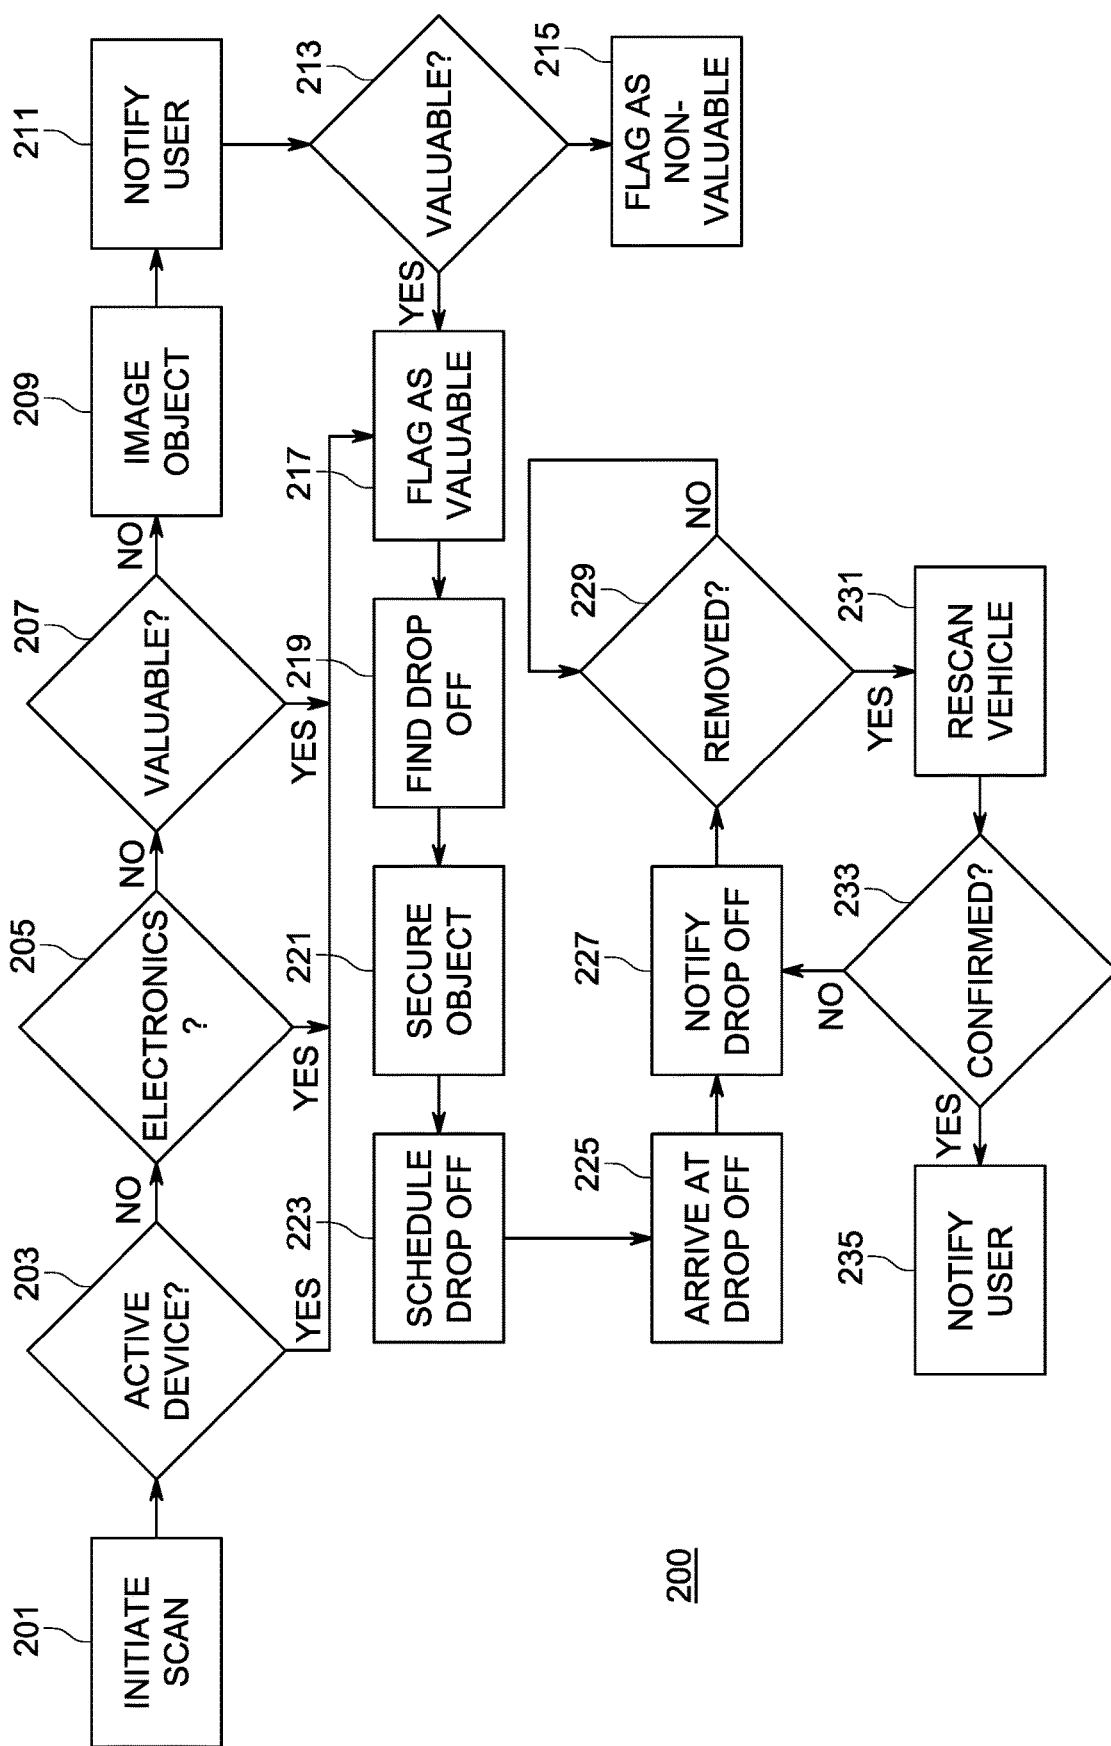 201
INITIATE
SCAN
203
ACTIVE
DEVICE?
NO
YES
205
ELECTRONICS
?
NO
YES
207
VALUABLE?
NO
YES
209
IMAGE
OBJECT
211
NOTIFY
USER
213
VALUABLE?
YES
215
FLAG AS
NON-
VALUABLE
217
FLAG AS
VALUABLE
219
FIND DROP
OFF
221
SECURE
OBJECT
223
SCHEDULE
DROP OFF
225
ARRIVE AT
DROP OFF
227
NOTIFY
DROP OFF
229
REMOVED?
NO
YES
231
RESCAN
VEHICLE
233
CONFIRMED?
NO
YES
235
NOTIFY
USER
200